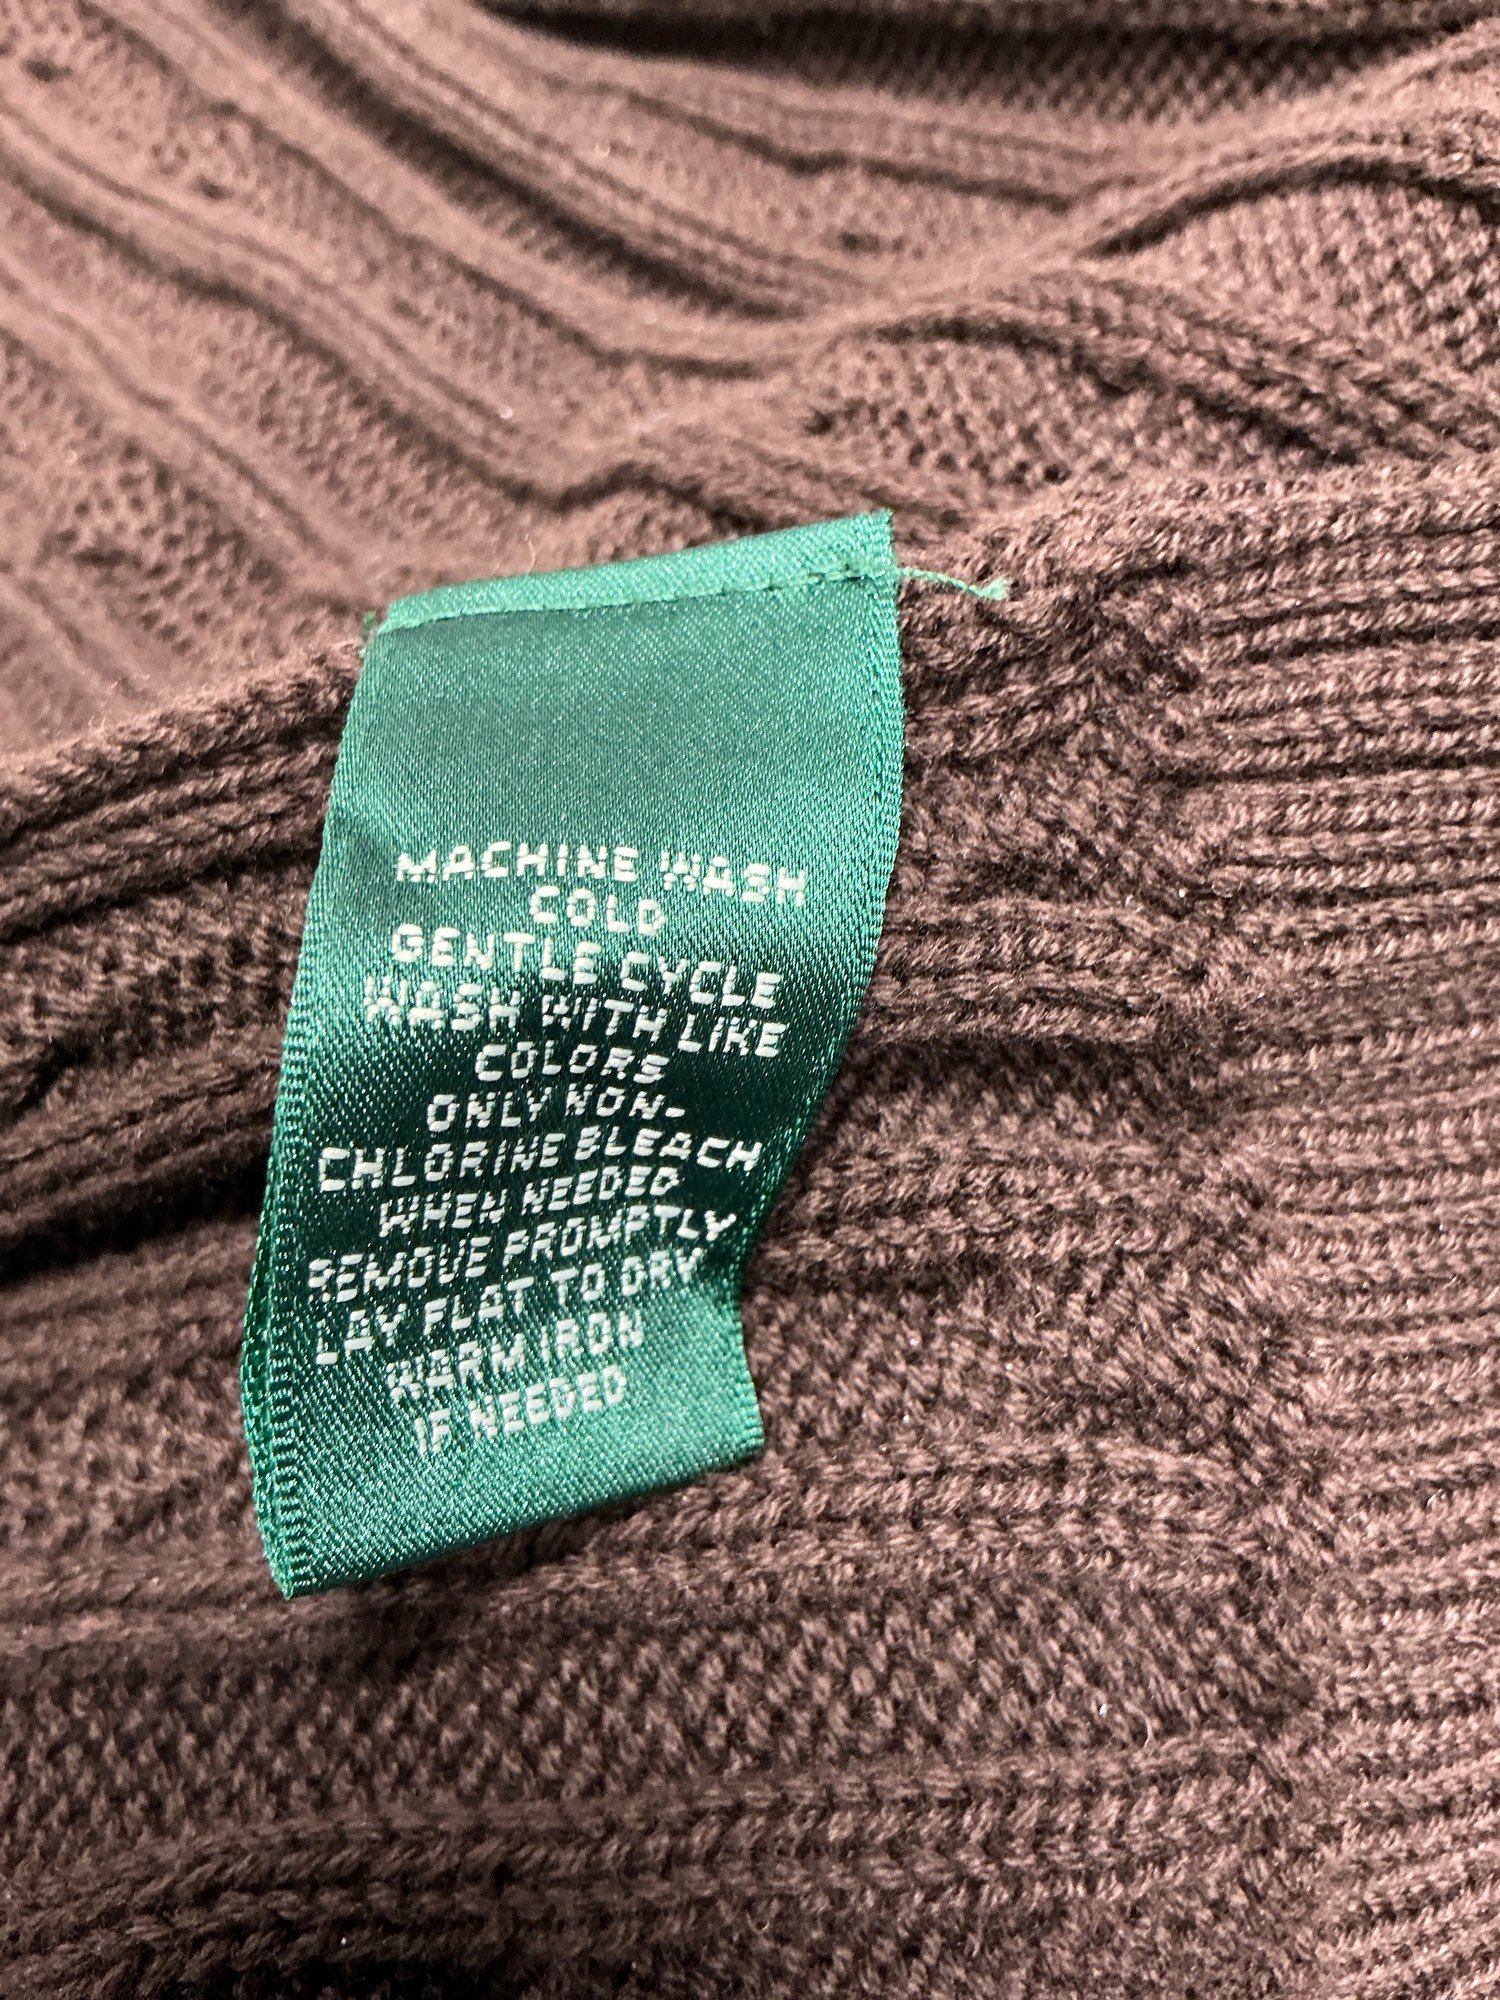 MACHINE WASH
COLD
GENTLE CYCLE
WASH WITH LIKE
COLORS
ONLY NON-
CHLORINE BLEACH
WHEN NEEDED
REMOVE PROMPTLY
LAY FLAT TO DRY
WARM IRON
IF NEEDED